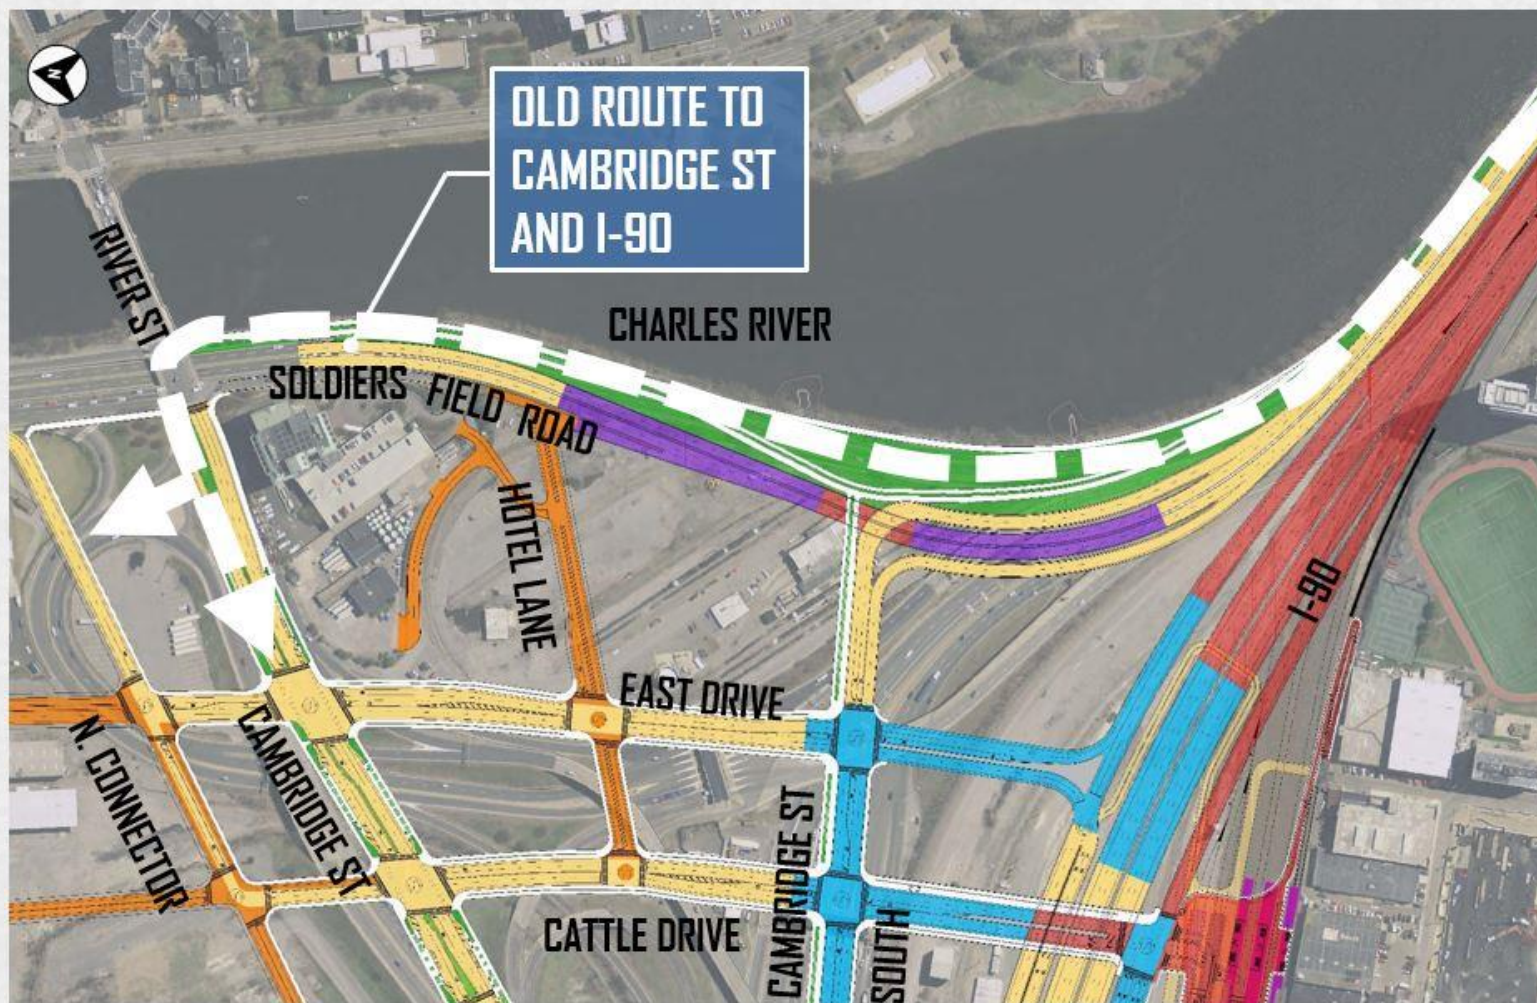 N
OLD ROUTE TO
CAMBRIDGE ST
AND I-90
RIVER ST
CHARLES RIVER
SOLDIERS FIELD ROAD
HOTEL LANE
I-90
EAST DRIVE
N. CONNECTOR
CAMBRIDGE ST
CATTLE DRIVE
CAMBRIDGE ST
SOUTH